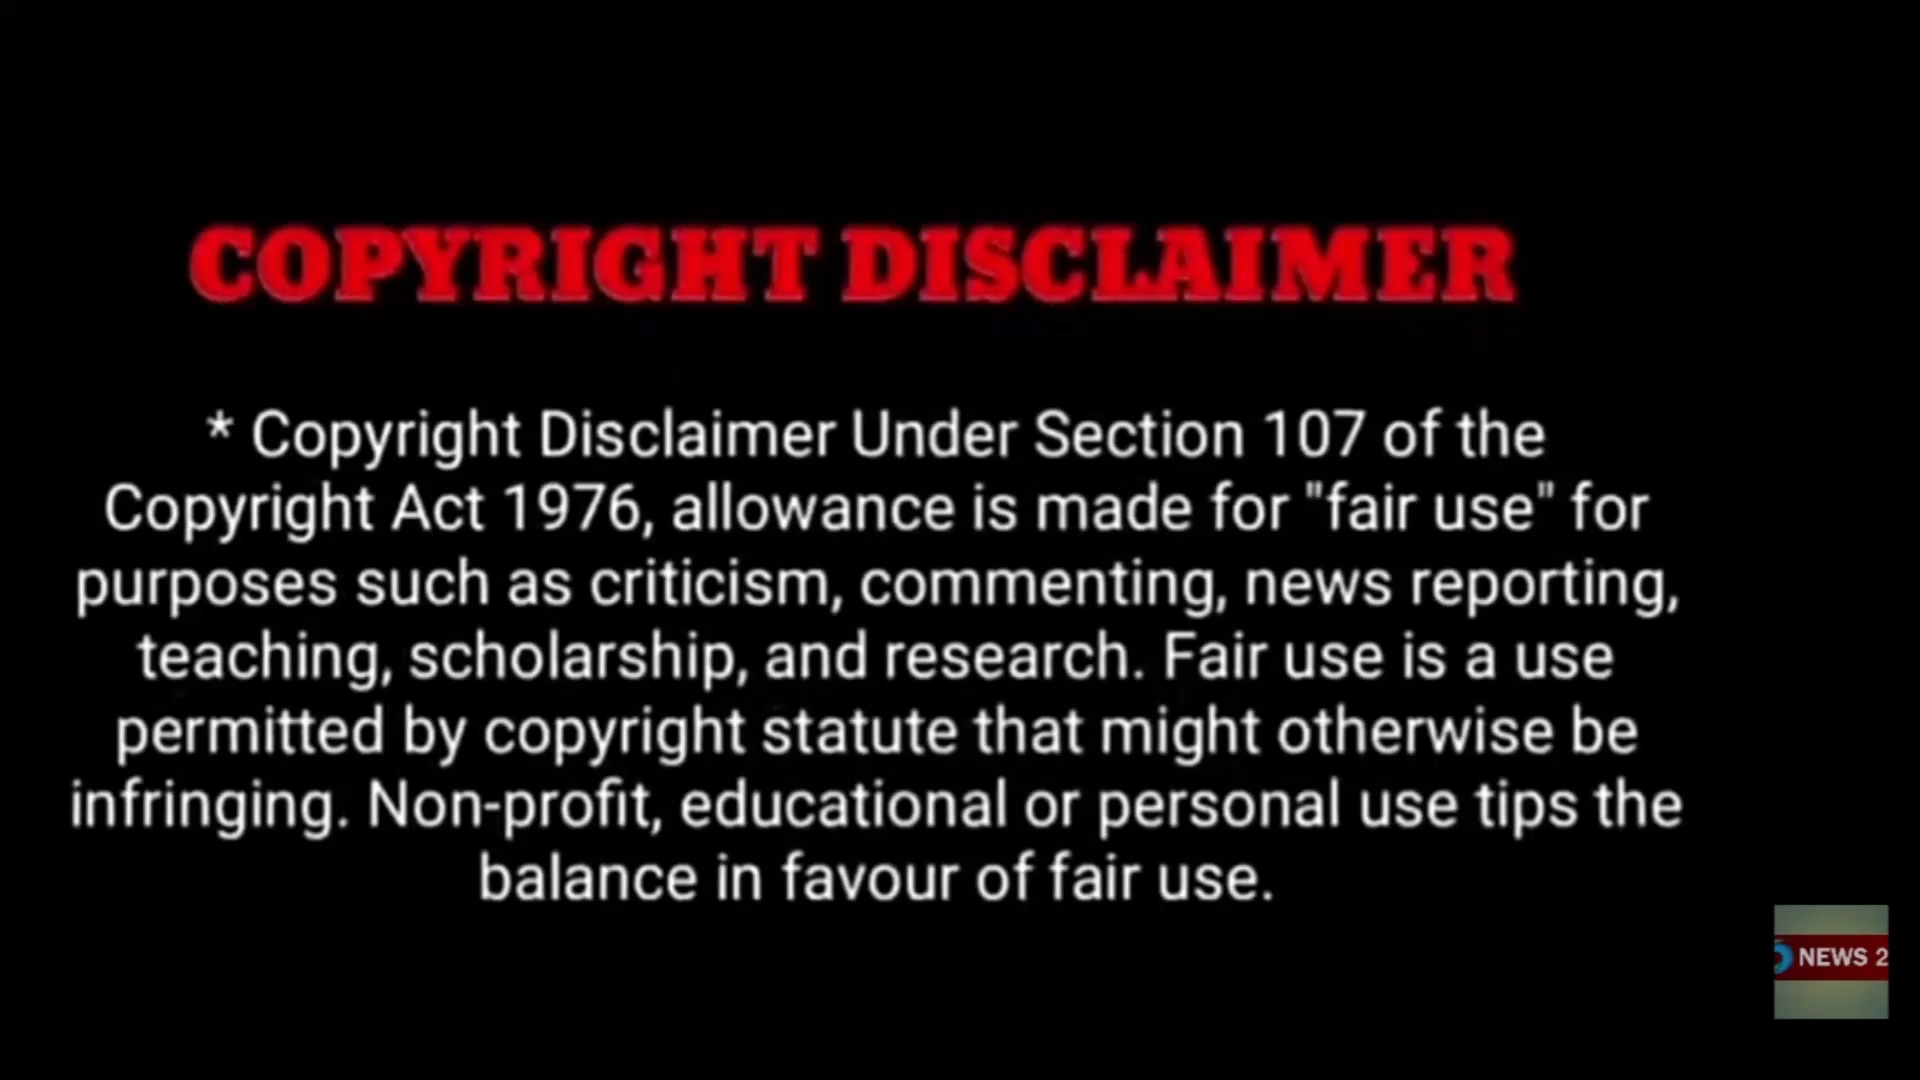 COPYRIGHT DISCLAIMER
* Copyright Disclaimer Under Section 107 of the
Copyright Act 1976, allowance is made for "fair use" for
purposes such as criticism, commenting, news reporting,
teaching, scholarship, and research. Fair use is a use
permitted by copyright statute that might otherwise be
infringing. Non-profit, educational or personal use tips the
balance in favour of fair use.
NEWS 2